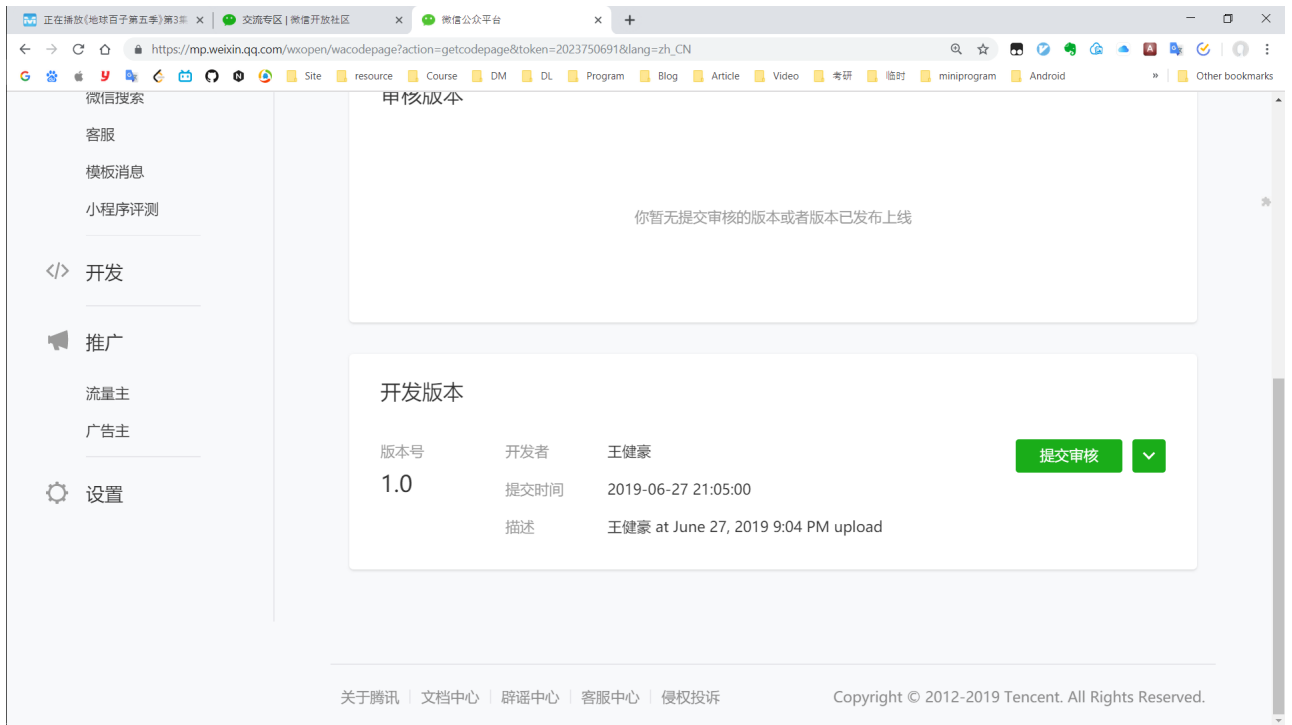 正在播放《地球百子第五季》第3集
交流专区 | 微信开放社区
微信公众平台
https://mp.weixin.qq.com/wxopen/wacodepage?action=getcodepage&token=2023750691&lang=zh_CN
Site resource Course DM DL Program Blog Article Video 考研 临时 miniprogram Android » Other bookmarks
微信搜索
客服
模板消息
小程序评测
</> 开发
推广
流量主
广告主
设置
审核版本
你暂无提交审核的版本或者版本已发布上线
开发版本
版本号
1.0
开发者 王健豪
提交时间 2019-06-27 21:05:00
描述 王健豪 at June 27, 2019 9:04 PM upload
提交审核
关于腾讯 文档中心 辟谣中心 客服中心 侵权投诉 Copyright © 2012-2019 Tencent. All Rights Reserved.